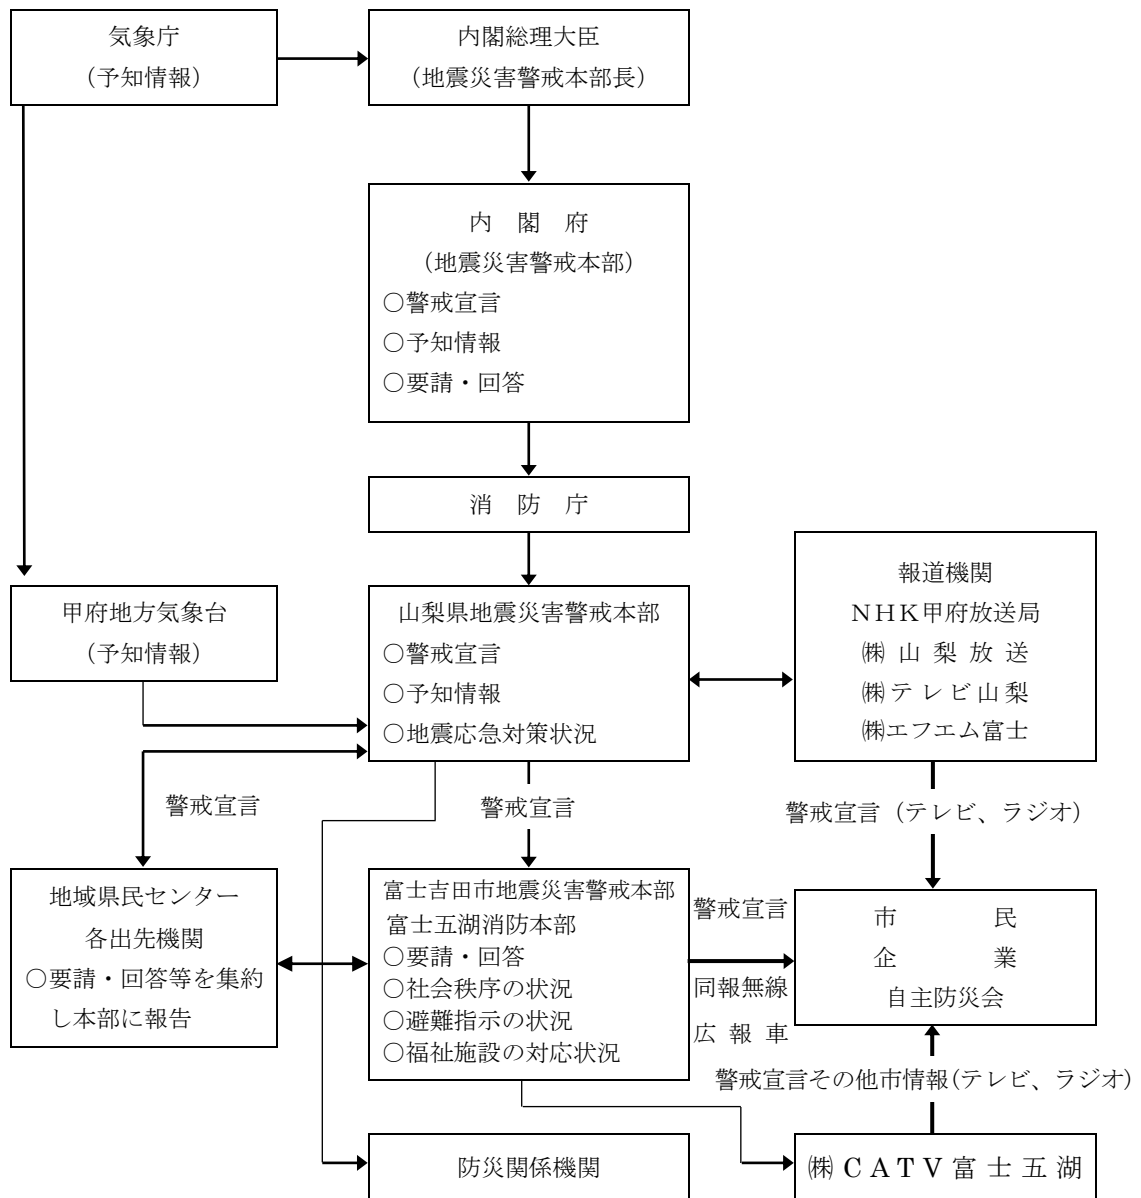 気象庁
(予知情報)
内閣総理大臣
(地震災害警戒本部長)
内　閣　府
(地震災害警戒本部)
○警戒宣言
○予知情報
○要請・回答
消　防　庁
甲府地方気象台
(予知情報)
山梨県地震災害警戒本部
○警戒宣言
○予知情報
○地震応急対策状況
報道機関
ＮＨＫ甲府放送局
㈱ 山 梨 放 送
㈱テレビ山梨
㈱エフエム富士
警戒宣言
警戒宣言
警戒宣言（テレビ、ラジオ）
地域県民センター
各出先機関
○要請・回答等を集約
し本部に報告
富士吉田市地震災害警戒本部
富士五湖消防本部
○要請・回答
○社会秩序の状況
○避難指示の状況
○福祉施設の対応状況
警戒宣言
同報無線
広 報 車
市　　　　民
企　　　　業
自主防災会
警戒宣言その他市情報(テレビ、ラジオ)
防災関係機関
㈱ＣＡＴＶ富士五湖